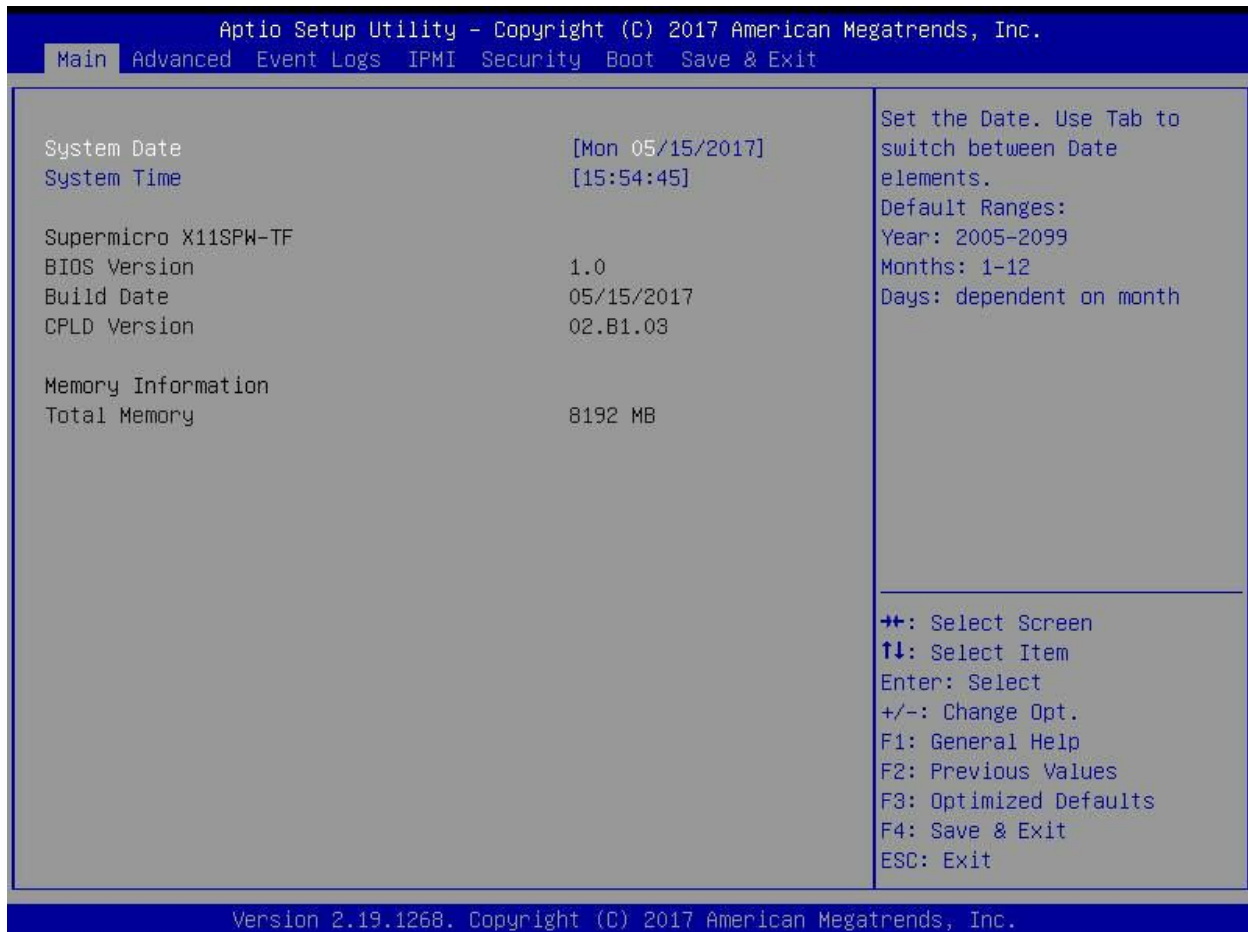 Aptio Setup Utility – Copyright (C) 2017 American Megatrends, Inc.
Main Advanced Event Logs IPMI Security Boot Save & Exit
System Date [Mon 05/15/2017]
System Time [15:54:45]
Supermicro X11SPW-TF
BIOS Version 1.0
Build Date 05/15/2017
CPLD Version 02.B1.03
Memory Information
Total Memory 8192 MB
Set the Date. Use Tab to
switch between Date
elements.
Default Ranges:
Year: 2005-2099
Months: 1-12
Days: dependent on month
→←: Select Screen
↑↓: Select Item
Enter: Select
+/-: Change Opt.
F1: General Help
F2: Previous Values
F3: Optimized Defaults
F4: Save & Exit
ESC: Exit
Version 2.19.1268. Copyright (C) 2017 American Megatrends, Inc.